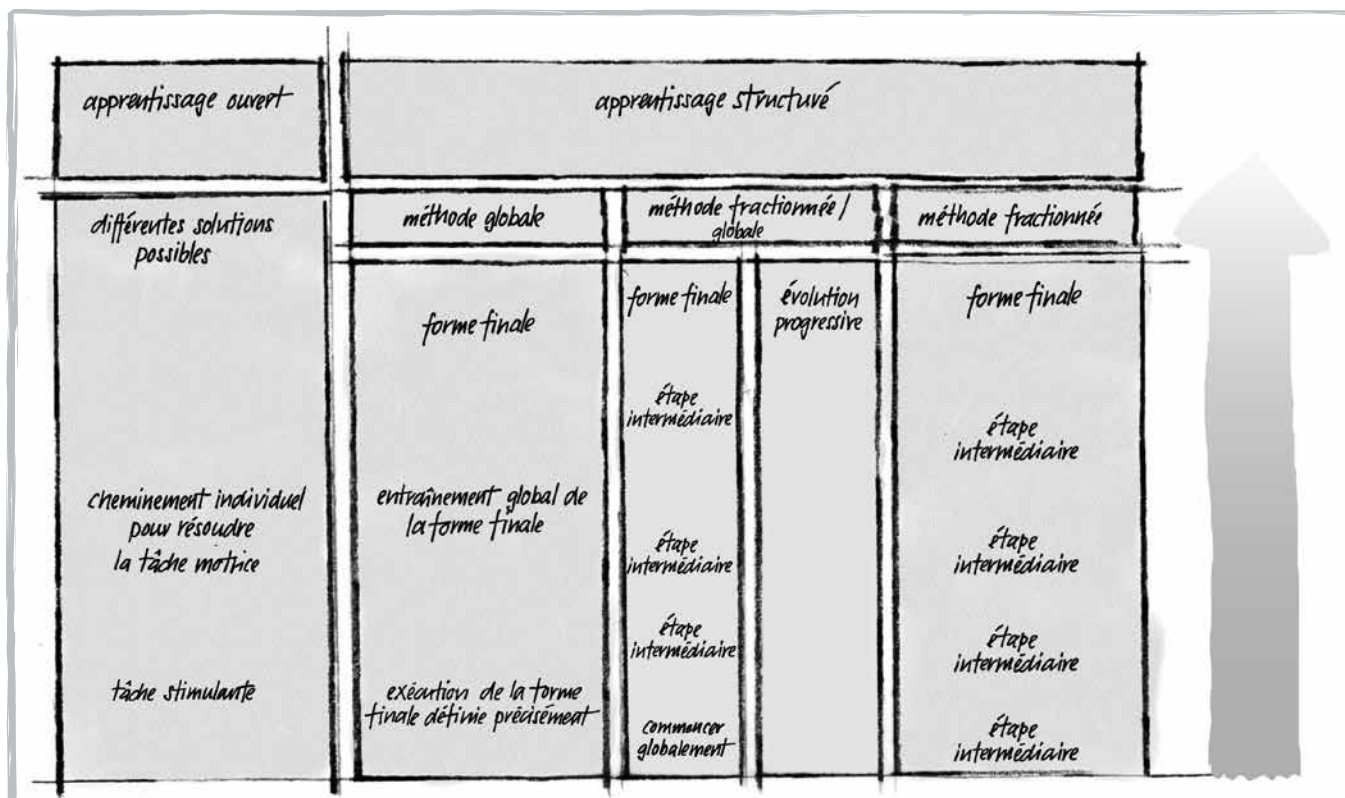 apprentissage ouvert
apprentissage structuré
différentes solutions
possibles
cheminement individuel
pour résoudre
la tâche motrice
tâche stimulante
méthode globale
forme finale
entraînement global de
la forme finale
exécution de la forme
finale définie précisément
méthode fractionnée /
globale
forme finale
étape
intermédiaire
étape
intermédiaire
étape
intermédiaire
commencer
globalement
évolution
progressive
méthode fractionnée
forme finale
étape
intermédiaire
étape
intermédiaire
étape
intermédiaire
étape
intermédiaire